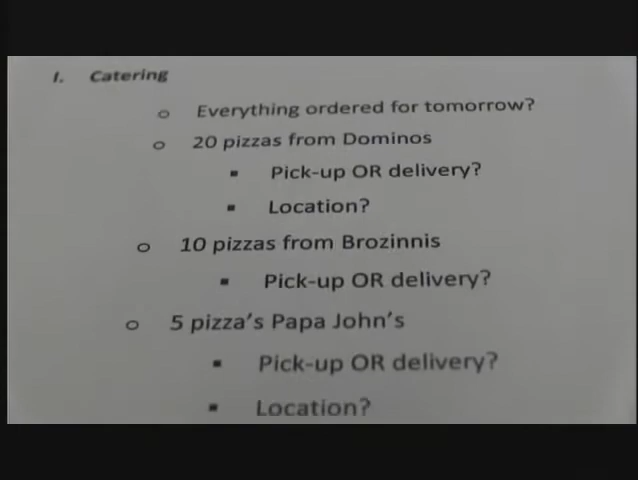 I. Catering
o Everything ordered for tomorrow?
o 20 pizzas from Dominos
▪ Pick-up OR delivery?
▪ Location?
o 10 pizzas from Brozinnis
▪ Pick-up OR delivery?
o 5 pizza's Papa John's
▪ Pick-up OR delivery?
▪ Location?